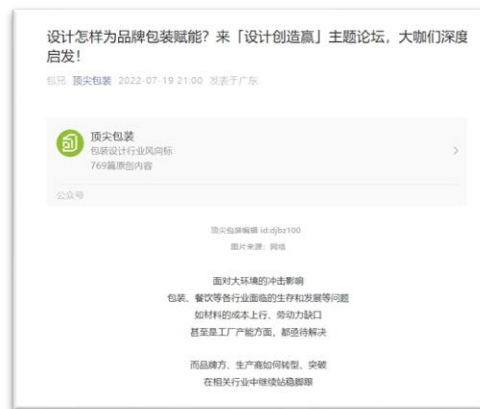 设计怎样为品牌包装赋能？来「设计创造赢」主题论坛，大咖们深度
启发！
包兄 顶尖包装 2022-07-19 21:00 发表于广东
顶尖包装
包装设计行业风向标
769篇原创内容
公众号
顶尖包装编辑 id:djbz100
图片来源：网络
面对大环境的冲击影响
包装、餐饮等各行业面临的生存和发展等问题
如材料的成本上行、劳动力缺口
甚至是工厂产能方面、都亟待解决
而品牌方、生产商如何转型、突破
在相关行业中继续站稳脚跟